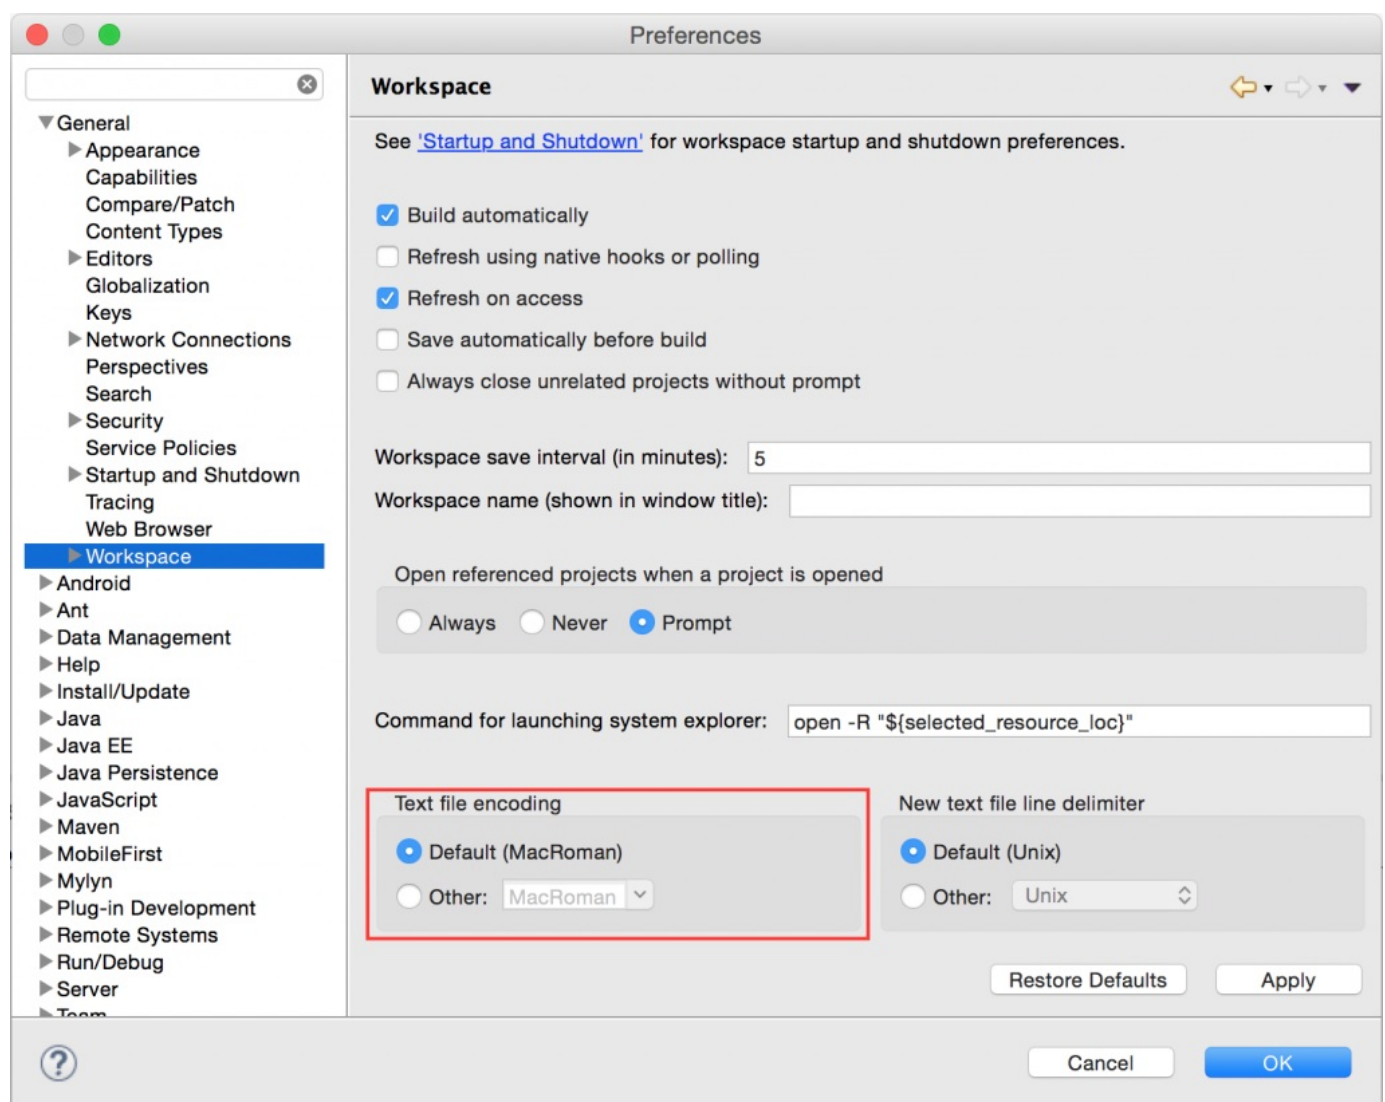 Preferences
General
Appearance
Capabilities
Compare/Patch
Content Types
Editors
Globalization
Keys
Network Connections
Perspectives
Search
Security
Service Policies
Startup and Shutdown
Tracing
Web Browser
Workspace
Android
Ant
Data Management
Help
Install/Update
Java
Java EE
Java Persistence
JavaScript
Maven
MobileFirst
Mylyn
Plug-in Development
Remote Systems
Run/Debug
Server
Team
Workspace
See 'Startup and Shutdown' for workspace startup and shutdown preferences.
Build automatically
Refresh using native hooks or polling
Refresh on access
Save automatically before build
Always close unrelated projects without prompt
Workspace save interval (in minutes): 5
Workspace name (shown in window title):
Open referenced projects when a project is opened
Always Never Prompt
Command for launching system explorer: open -R "${selected_resource_loc}"
Text file encoding
Default (MacRoman)
Other: MacRoman
New text file line delimiter
Default (Unix)
Other: Unix
Restore Defaults Apply
? Cancel OK